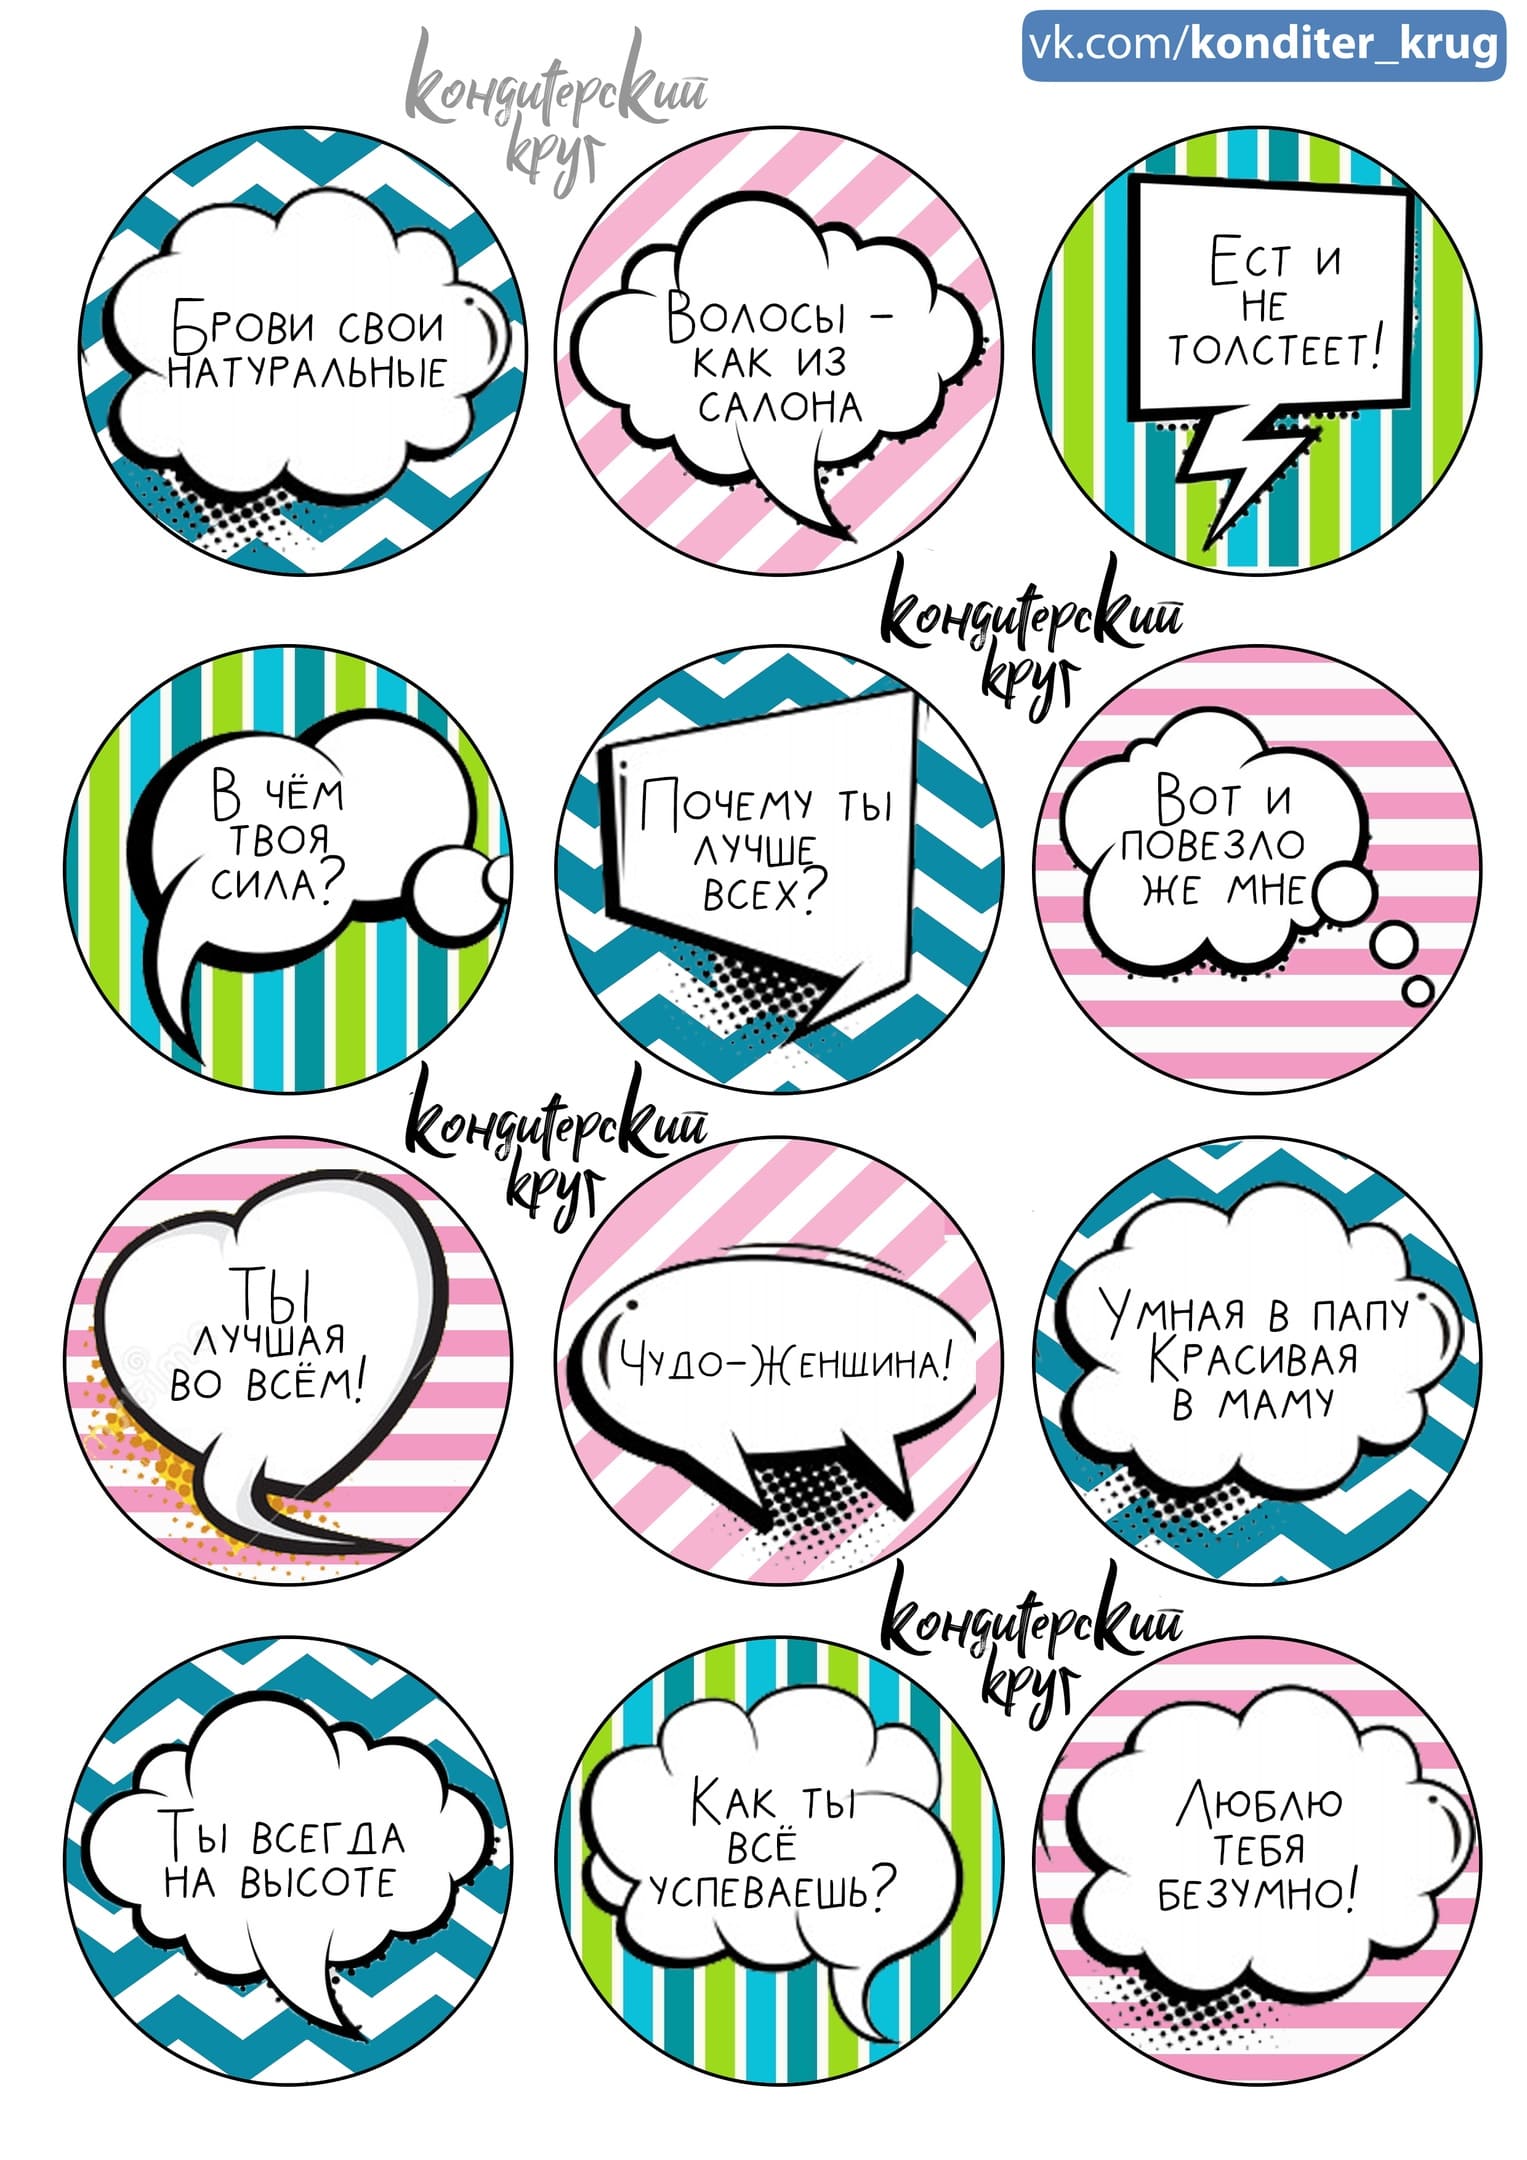 vk.com/konditer_krug
Кондитерский
круг
Брови свои
натуральные
Волосы –
как из
салона
Ест и
не
толстеет!
Кондитерский
круг
В чём
твоя
сила?
Почему ты
лучше
всех?
Вот и
повезло
же мне
Кондитерский
круг
Ты
лучшая
во всём!
Чудо-Женщина!
Умная в папу
Красивая
в маму
Кондитерский
круг
Ты всегда
на высоте
Как ты
всё
успеваешь?
Люблю
тебя
безумно!